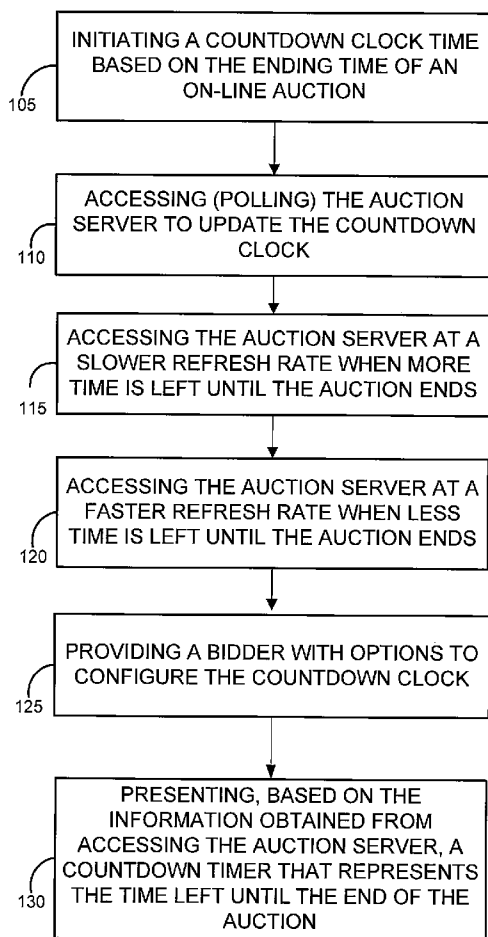 INITIATING A COUNTDOWN CLOCK TIME
BASED ON THE ENDING TIME OF AN
ON-LINE AUCTION
105
ACCESSING (POLLING) THE AUCTION
SERVER TO UPDATE THE COUNTDOWN
CLOCK
110
ACCESSING THE AUCTION SERVER AT A
SLOWER REFRESH RATE WHEN MORE
TIME IS LEFT UNTIL THE AUCTION ENDS
115
ACCESSING THE AUCTION SERVER AT A
FASTER REFRESH RATE WHEN LESS
TIME IS LEFT UNTIL THE AUCTION ENDS
120
PROVIDING A BIDDER WITH OPTIONS TO
CONFIGURE THE COUNTDOWN CLOCK
125
PRESENTING, BASED ON THE
INFORMATION OBTAINED FROM
ACCESSING THE AUCTION SERVER, A
COUNTDOWN TIMER THAT REPRESENTS
THE TIME LEFT UNTIL THE END OF THE
AUCTION
130